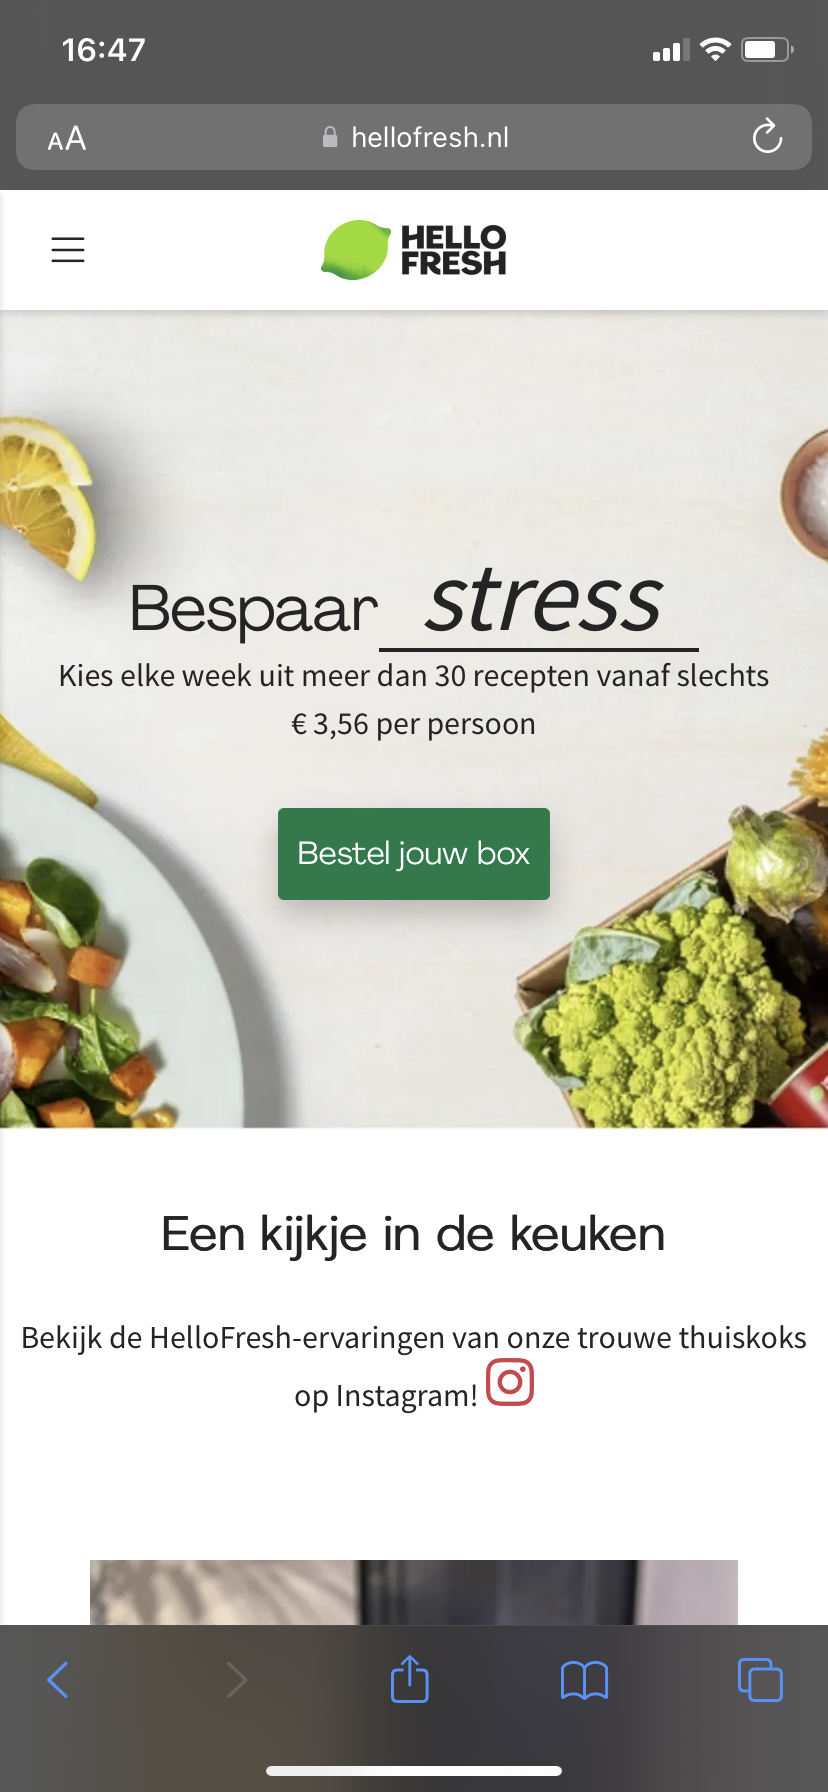 16:47
AA hellofresh.nl
HELLO
FRESH
Bespaar stress
Kies elke week uit meer dan 30 recepten vanaf slechts
€ 3,56 per persoon
Bestel jouw box
Een kijkje in de keuken
Bekijk de HelloFresh-ervaringen van onze trouwe thuiskoks
op Instagram!